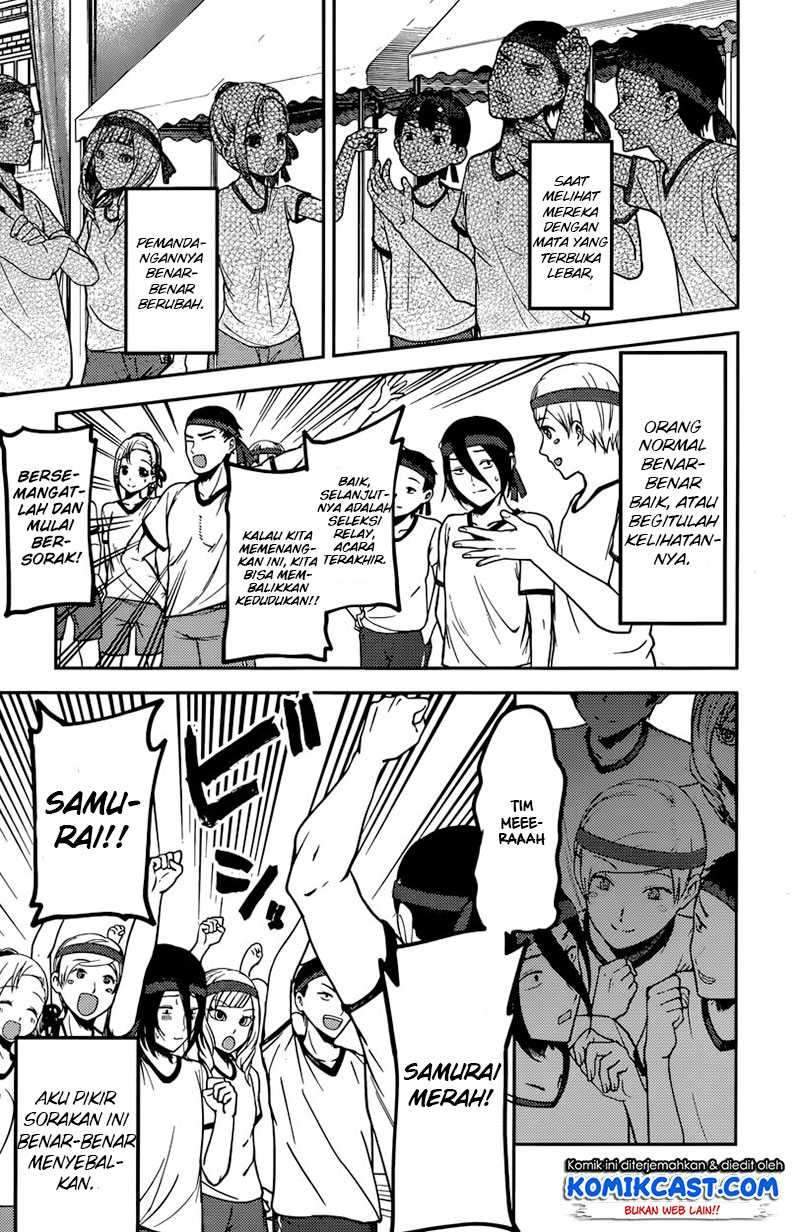 SAAT
MELIHAT
MEREKA
DENGAN
MATA YANG
TERBUKA
LEBAR,
PEMANDA-
NGANNYA
BENAR-
BENAR
BERUBAH.
ORANG
NORMAL
BENAR-
BENAR
BAIK, ATAU
BEGITULAH
KELIHATAN-
NYA.
BAIK,
SELANJUT-
NYA ADALAH
SELEKSI
RELAY,
ACARA
TERAKHIR.
KALAU KITA
MEMENANG-
KAN INI, KITA
BISA MEM-
BALIKKAN
KEDUDUKAN!!
BERSE-
MANGAT-
LAH DAN
MULAI
BER-
SORAK!
TIM
MEEE-
RAAAH
SAMURAI
MERAH!
SAMU-
RAI!!
ビシッ
AKU PIKIR
SORAKAN INI
BENAR-BENAR
MENYEBAL-
KAN.
Komik ini diterjemahkan & diedit oleh
KOMIKCAST.COM
BUKAN WEB LAIN!!